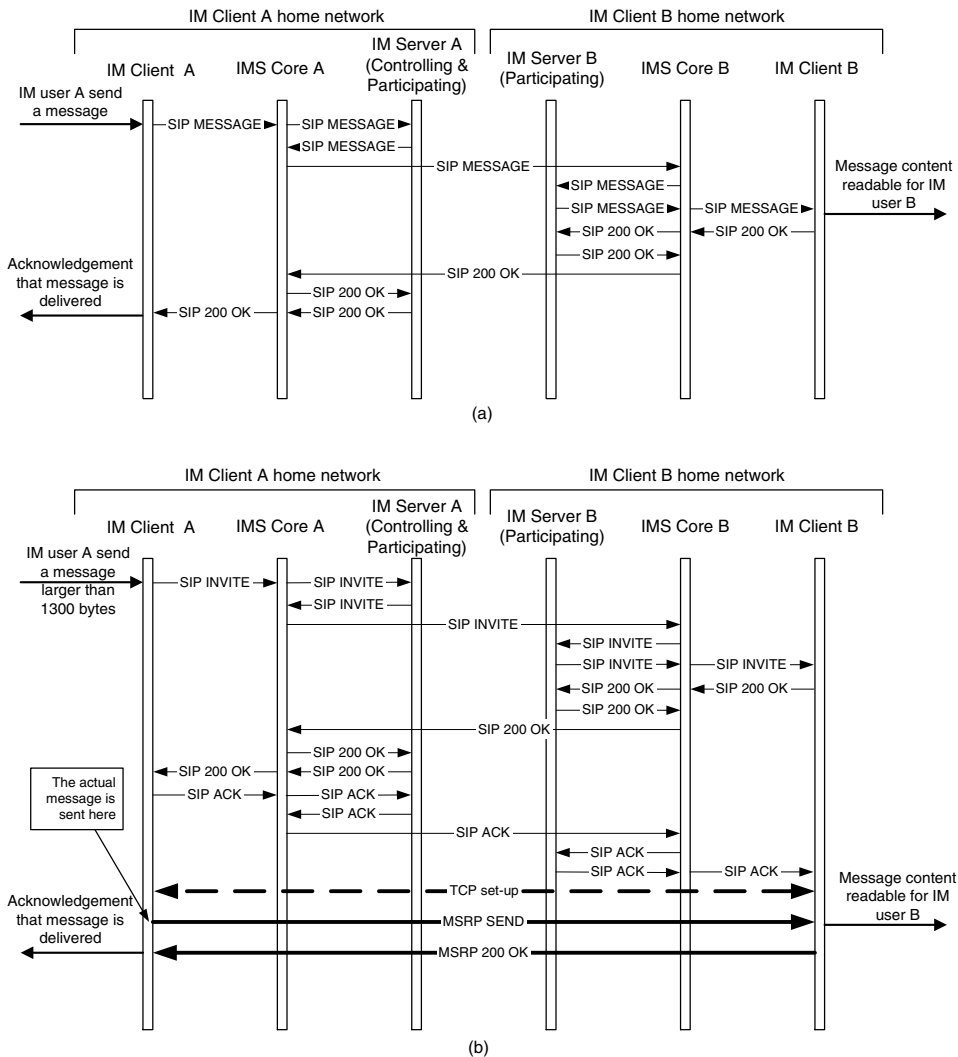 IM Client A home network
IM Client B home network
IM Client A
IMS Core A
IM Server A
(Controlling &
Participating)
IM Server B
(Participating)
IMS Core B
IM Client B
IM user A send
a message
SIP MESSAGE
SIP MESSAGE
SIP MESSAGE
SIP MESSAGE
SIP MESSAGE
SIP MESSAGE
SIP MESSAGE
Message content
readable for IM
user B
SIP 200 OK
SIP 200 OK
SIP 200 OK
SIP 200 OK
Acknowledgement
that message is
delivered
SIP 200 OK
SIP 200 OK
SIP 200 OK
(a)
IM Client A home network
IM Client B home network
IM Client A
IMS Core A
IM Server A
(Controlling &
Participating)
IM Server B
(Participating)
IMS Core B
IM Client B
IM user A send
a message
larger than
1300 bytes
SIP INVITE
SIP INVITE
SIP INVITE
SIP INVITE
SIP INVITE
SIP INVITE
SIP INVITE
SIP 200 OK
SIP 200 OK
SIP 200 OK
SIP 200 OK
SIP 200 OK
SIP 200 OK
SIP 200 OK
The actual
message is
sent here
SIP ACK
SIP ACK
SIP ACK
SIP ACK
SIP ACK
SIP ACK
SIP ACK
TCP set-up
Acknowledgement
that message is
delivered
MSRP SEND
MSRP 200 OK
Message content
readable for IM
user B
(b)